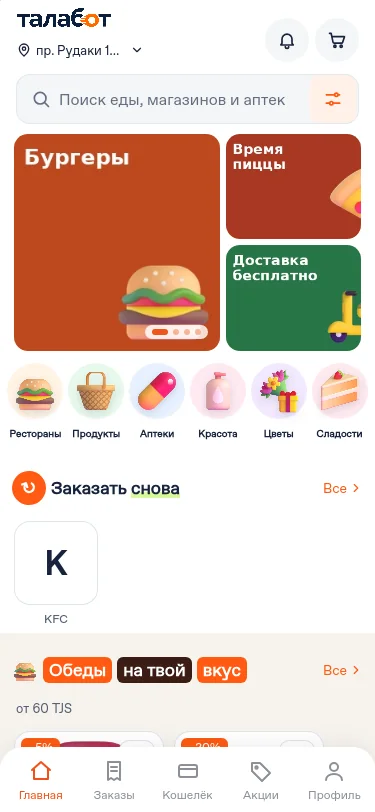 талабот
пр. Рудаки 1...
Поиск еды, магазинов и аптек
Бургеры
Время
пиццы
Доставка
бесплатно
Рестораны
Продукты
Аптеки
Красота
Цветы
Сладости
Заказать снова
Все
K
KFC
Обеды на твой вкус
Все
от 60 TJS
Главная
Заказы
Кошелёк
Акции
Профиль